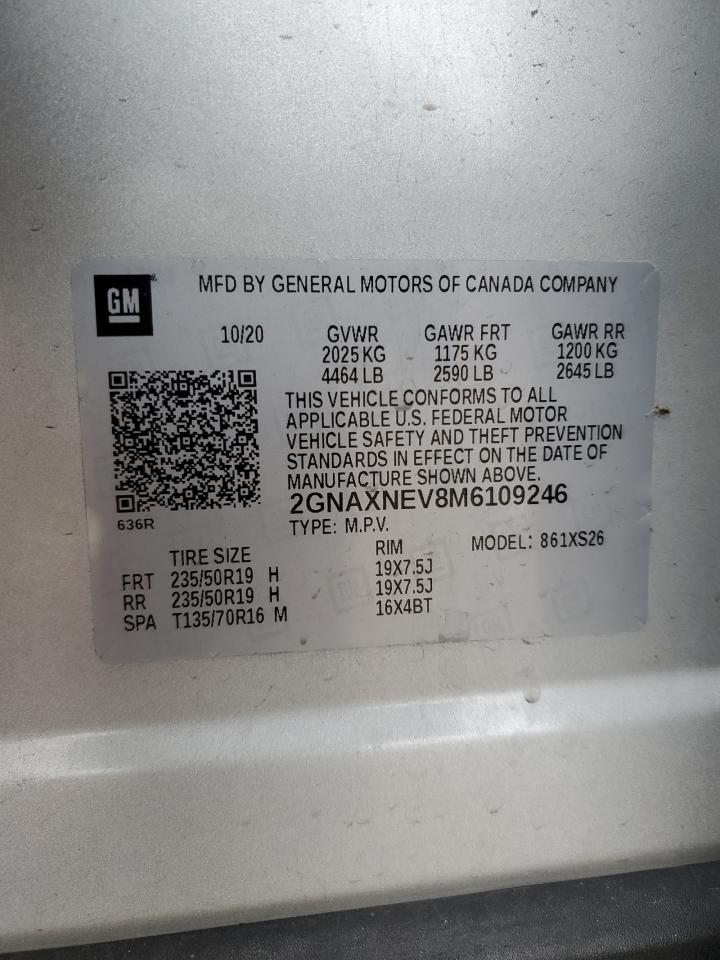 GM
MFD BY GENERAL MOTORS OF CANADA COMPANY
10/20 GVWR GAWR FRT GAWR RR
2025 KG 1175 KG 1200 KG
4464 LB 2590 LB 2645 LB
THIS VEHICLE CONFORMS TO ALL
APPLICABLE U.S. FEDERAL MOTOR
VEHICLE SAFETY AND THEFT PREVENTION
STANDARDS IN EFFECT ON THE DATE OF
MANUFACTURE SHOWN ABOVE.
2GNAXNEV8M6109246
636R
TYPE: M.P.V.
MODEL: 861XS26
TIRE SIZE RIM
FRT 235/50R19 H 19X7.5J
RR 235/50R19 H 19X7.5J
SPA T135/70R16 M 16X4BT